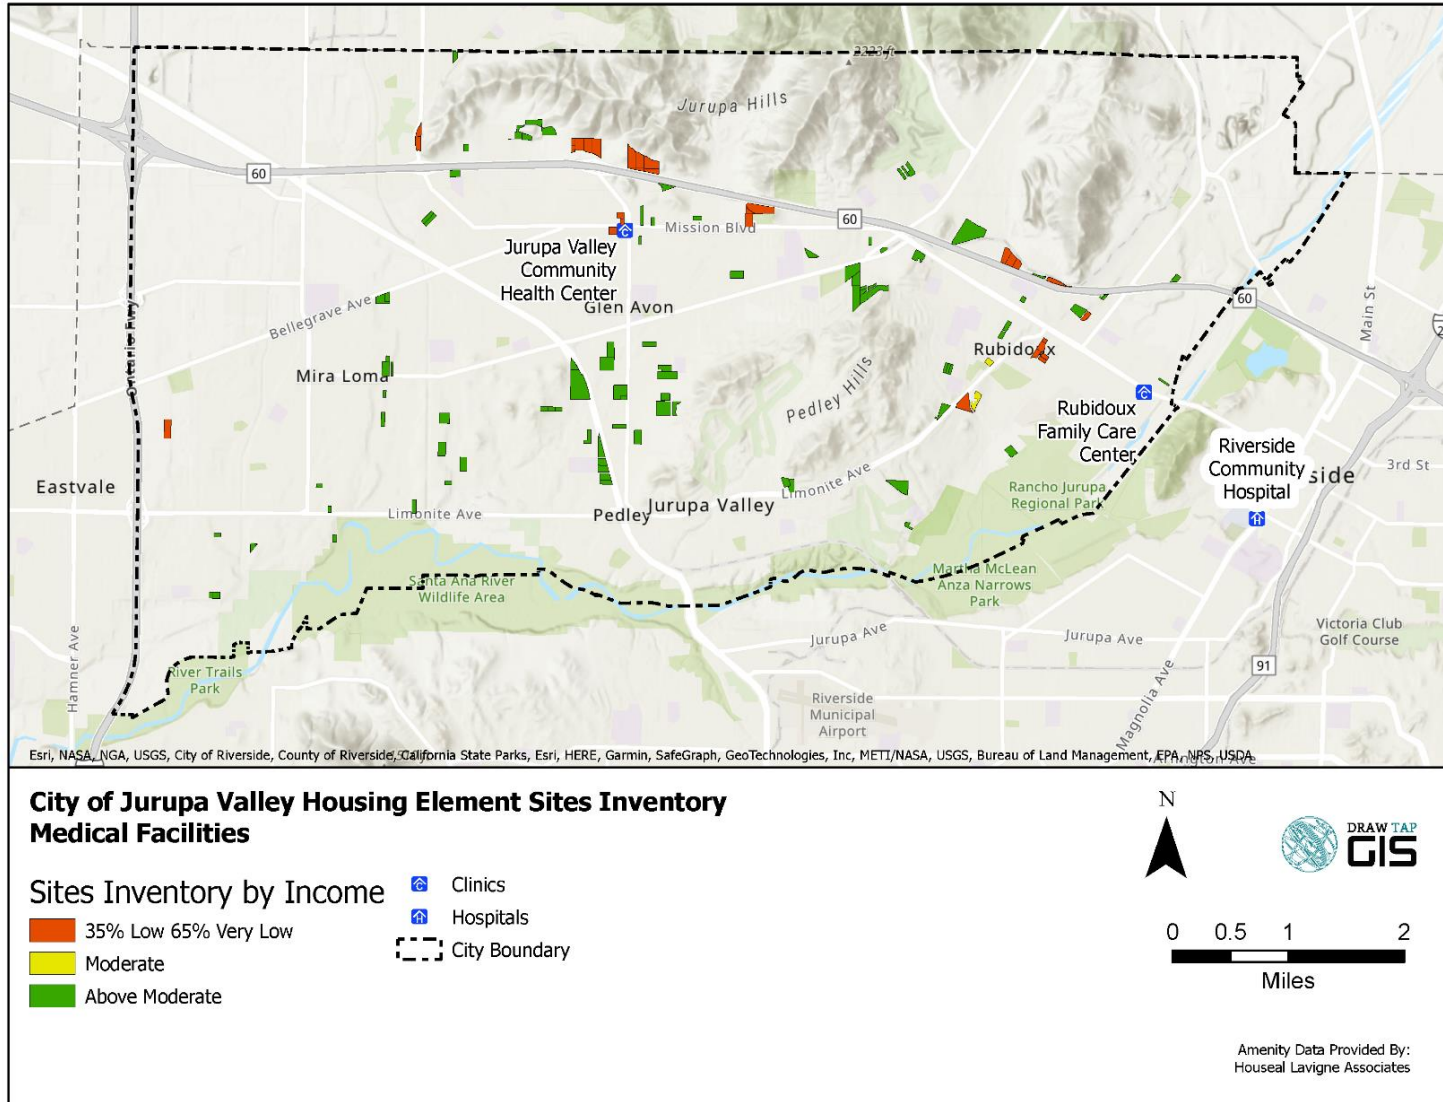 2223 ft
Jurupa Hills
60
60
Mission Blvd
Jurupa Valley
Community
Health Center
Glen Avon
Bellegrave Ave
Ontario Fwy
Mira Loma
Pedley Hills
Rubidoux
60
Main St
Rubidoux
Family Care
Center
Riverside
Community
Hospital
side
3rd St
Eastvale
Limonite Ave
Rancho Jurupa
Regional Park
Limonite Ave
Pedley
Jurupa Valley
Santa Ana River
Wildlife Area
Martha McLean
Anza Narrows
Park
Jurupa Ave
Jurupa Ave
Victoria Club
Golf Course
Hamner Ave
River Trails
Park
91
Magnolia Ave
Riverside
Municipal
Airport
Arlington Ave
Esri, NASA, NGA, USGS, City of Riverside, County of Riverside, California State Parks, Esri, HERE, Garmin, SafeGraph, GeoTechnologies, Inc, METI/NASA, USGS, Bureau of Land Management, EPA, NPS, USDA
City of Jurupa Valley Housing Element Sites Inventory
Medical Facilities
Sites Inventory by Income
35% Low 65% Very Low
Moderate
Above Moderate
C Clinics
H Hospitals
City Boundary
N
DRAW TAP
GIS
0 0.5 1 2
Miles
Amenity Data Provided By:
Houseal Lavigne Associates